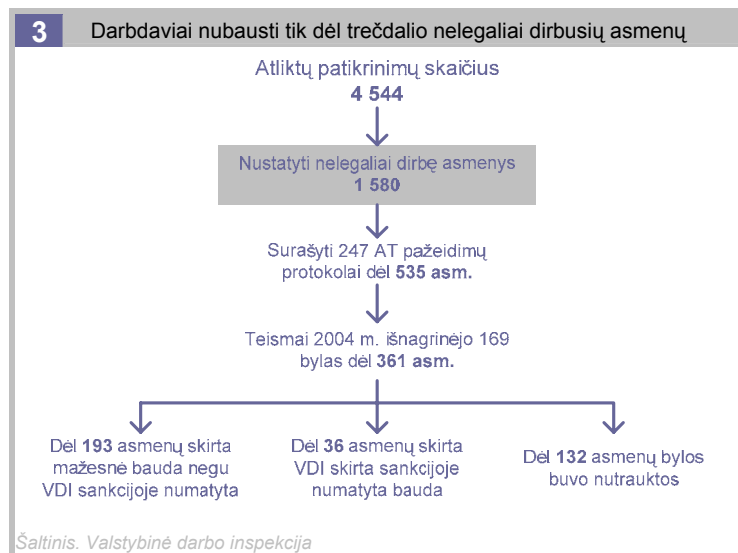 3 Darbdaviai nubausti tik dėl trečdalio nelegaliai dirbusių asmenų
Atliktų patikrinimų skaičius
4 544
Nustatyti nelegaliai dirbę asmenys
1 580
Surašyti 247 AT pažeidimų
protokolai dėl 535 asm.
Teismai 2004 m. išnagrinėjo 169
bylas dėl 361 asm.
Dėl 193 asmenų skirta
mažesnė bauda negu
VDI sankcijoje numatyta
Dėl 36 asmenų skirta
VDI skirta sankcijoje
numatyta bauda
Dėl 132 asmenų bylos
buvo nutrauktos
Šaltinis. Valstybinė darbo inspekcija